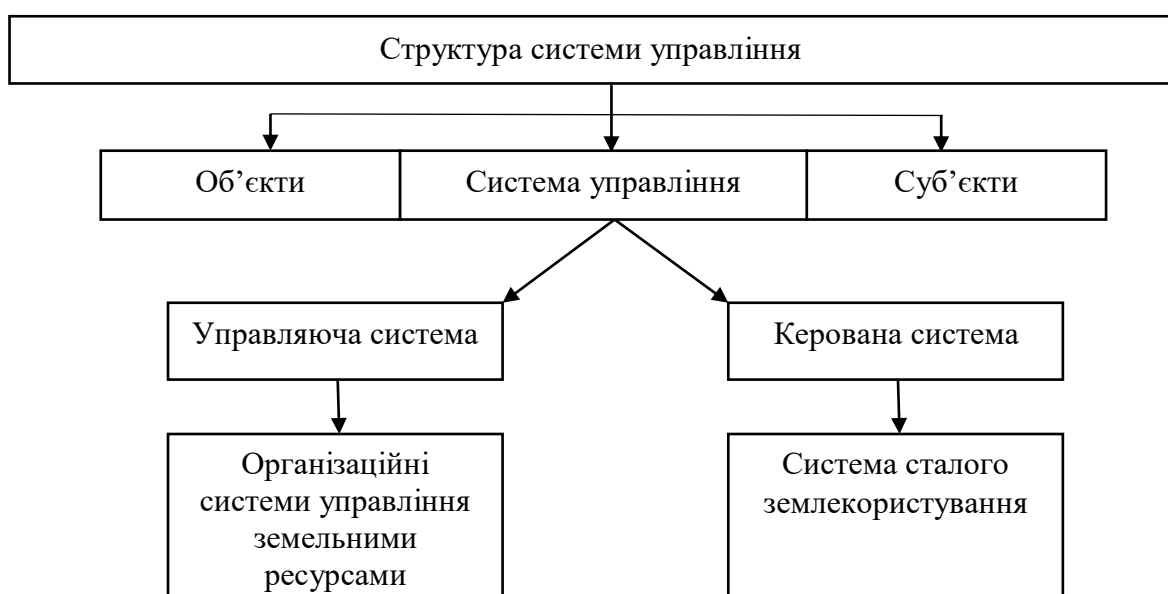 Структура системи управління
Об’єкти
Система управління
Суб’єкти
Управляюча система
Керована система
Організаційні
системи управління
земельними
ресурсами
Система сталого
землекористування